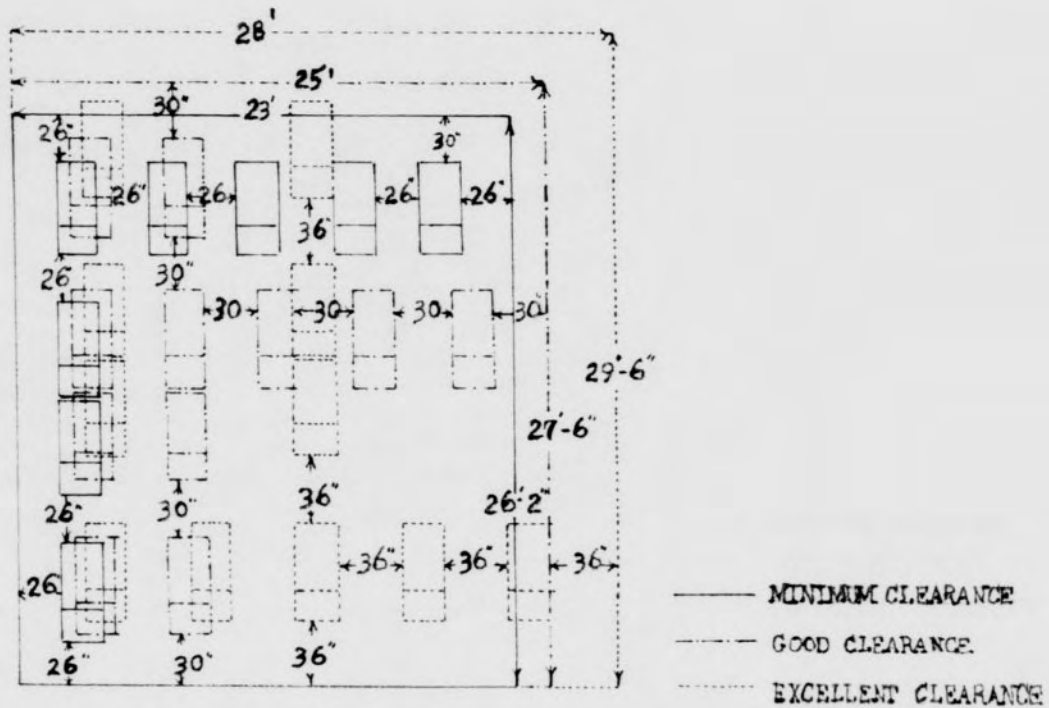 28'
25'
30" 23'
26" 30"
26" 26 26" 26"
36"
26" 30"
30 30 30 30"
29'-6"
27'-6"
36" 26'-2"
26" 30"
36" 36" 36"
26"
MINIMUM CLEARANCE
36"
26" 30"
GOOD CLEARANCE
EXCELLENT CLEARANCE